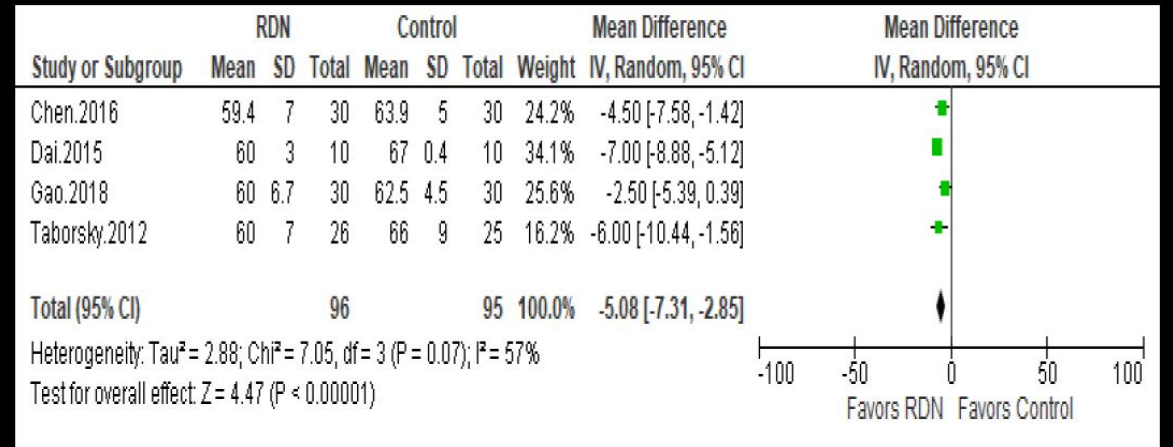 RDN Control Mean Difference Mean Difference
Study or Subgroup Mean SD Total Mean SD Total Weight IV, Random, 95% CI IV, Random, 95% CI
Chen.2016 59.4 7 30 63.9 5 30 24.2% -4.50 [-7.58, -1.42]
Dai.2015 60 3 10 67 0.4 10 34.1% -7.00 [-8.88, -5.12]
Gao.2018 60 6.7 30 62.5 4.5 30 25.6% -2.50 [-5.39, 0.39]
Taborsky.2012 60 7 26 66 9 25 16.2% -6.00 [-10.44, -1.56]
Total (95% CI) 96 95 100.0% -5.08 [-7.31, -2.85]
Heterogeneity: Tau² = 2.88; Chi² = 7.05, df = 3 (P = 0.07); I² = 57%
Test for overall effect: Z = 4.47 (P < 0.00001)
-100 -50 0 50 100
Favors RDN Favors Control